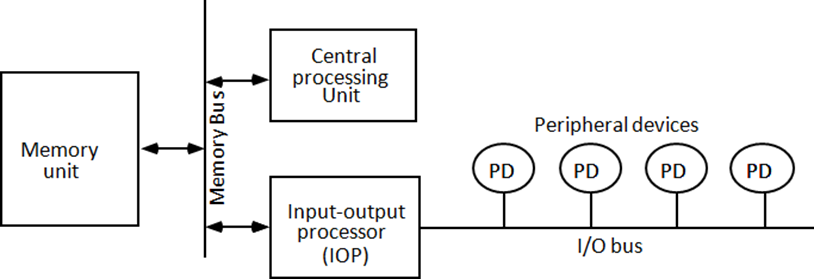 Central
processing
Unit
Memory
unit
Memory Bus
Peripheral devices
PD PD PD PD
Input-output
processor
(IOP)
I/O bus